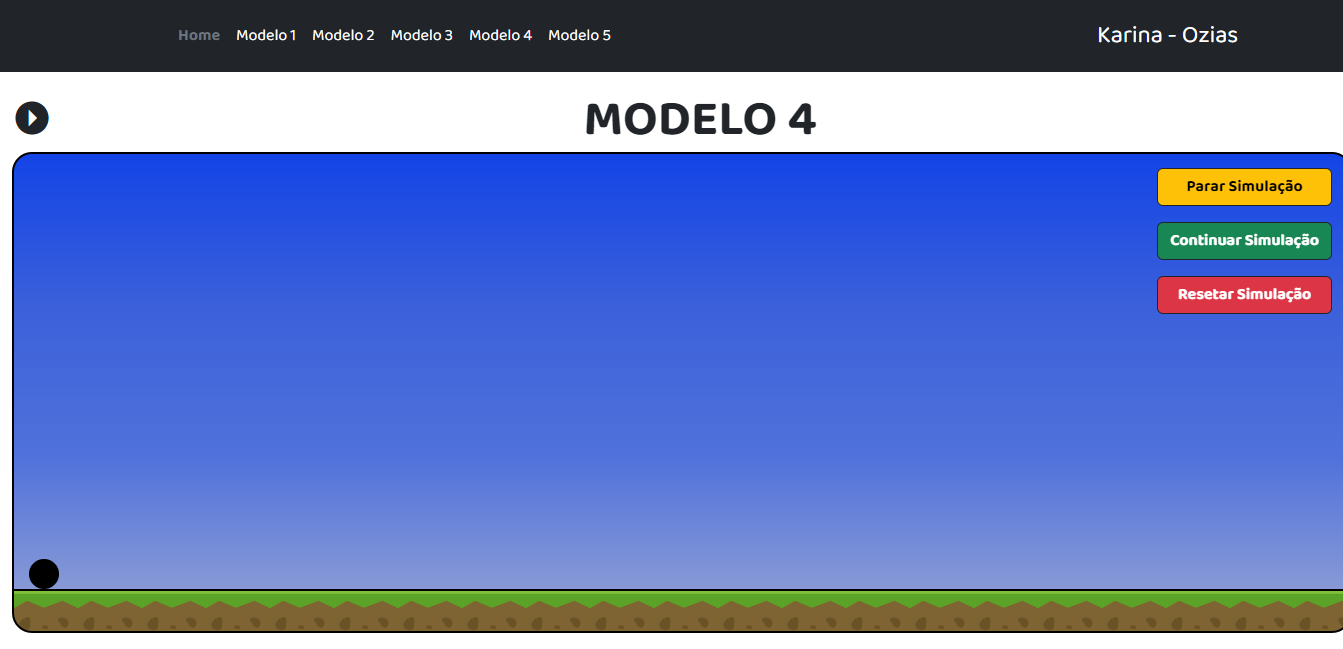 Home Modelo 1 Modelo 2 Modelo 3 Modelo 4 Modelo 5 Karina - Ozias
MODELO 4
Parar Simulação
Continuar Simulação
Resetar Simulação